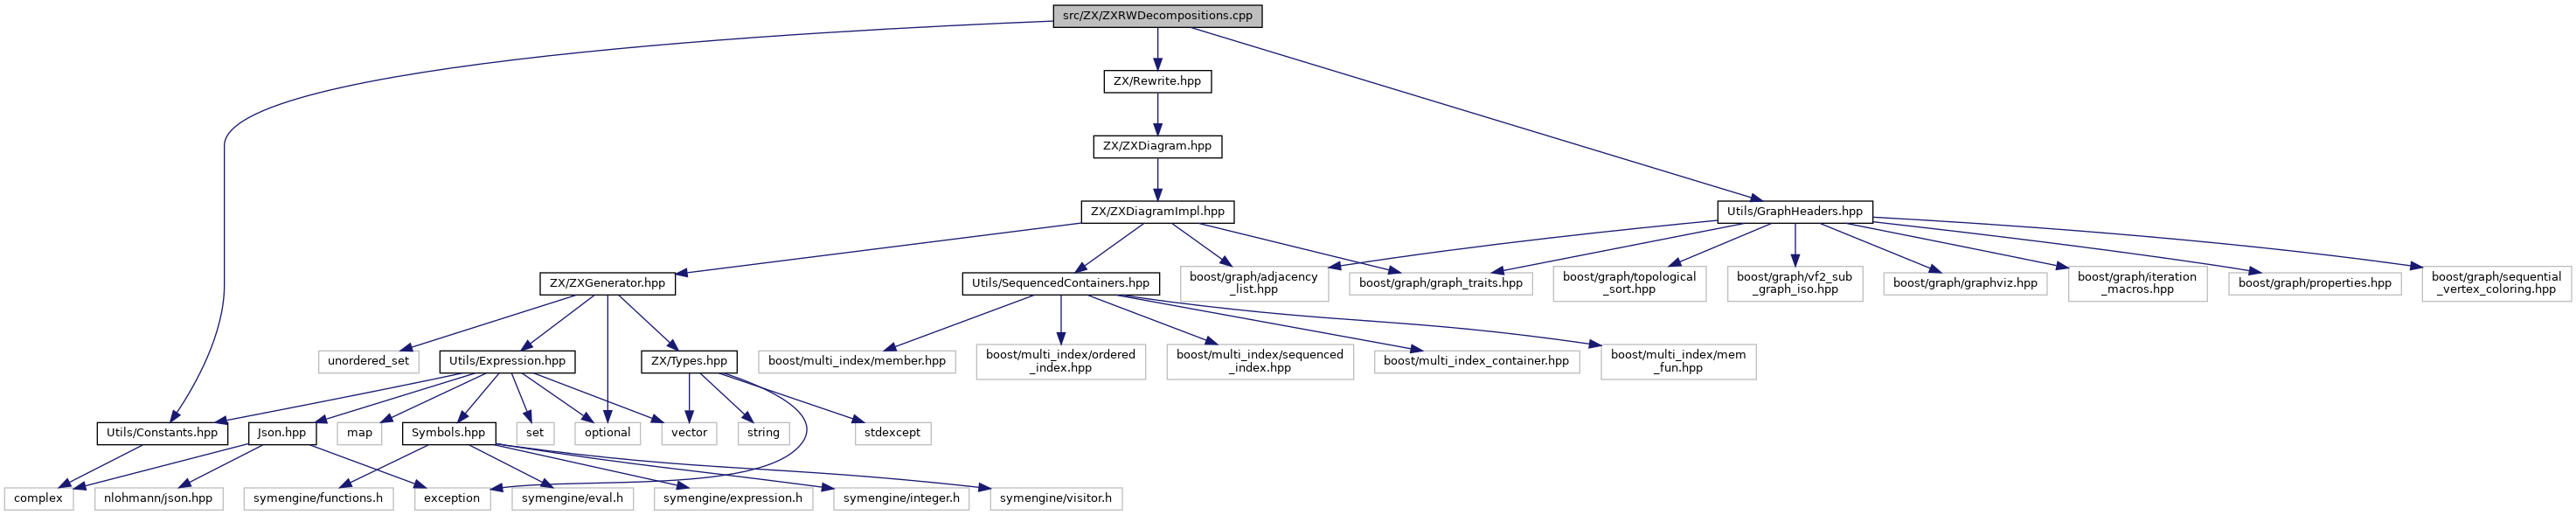 src/ZX/ZXRWDecompositions.cpp
ZX/Rewrite.hpp
ZX/ZXDiagram.hpp
ZX/ZXDiagramImpl.hpp
Utils/GraphHeaders.hpp
ZX/ZXGenerator.hpp
Utils/SequencedContainers.hpp
boost/graph/adjacency
_list.hpp
boost/graph/graph_traits.hpp
boost/graph/topological
_sort.hpp
boost/graph/vf2_sub
_graph_iso.hpp
boost/graph/graphviz.hpp
boost/graph/iteration
_macros.hpp
boost/graph/properties.hpp
boost/graph/sequential
_vertex_coloring.hpp
unordered_set
Utils/Expression.hpp
ZX/Types.hpp
boost/multi_index/member.hpp
boost/multi_index/ordered
_index.hpp
boost/multi_index/sequenced
_index.hpp
boost/multi_index_container.hpp
boost/multi_index/mem
_fun.hpp
Utils/Constants.hpp
Json.hpp
map
Symbols.hpp
set
optional
vector
string
stdexcept
complex
nlohmann/json.hpp
symengine/functions.h
exception
symengine/eval.h
symengine/expression.h
symengine/integer.h
symengine/visitor.h